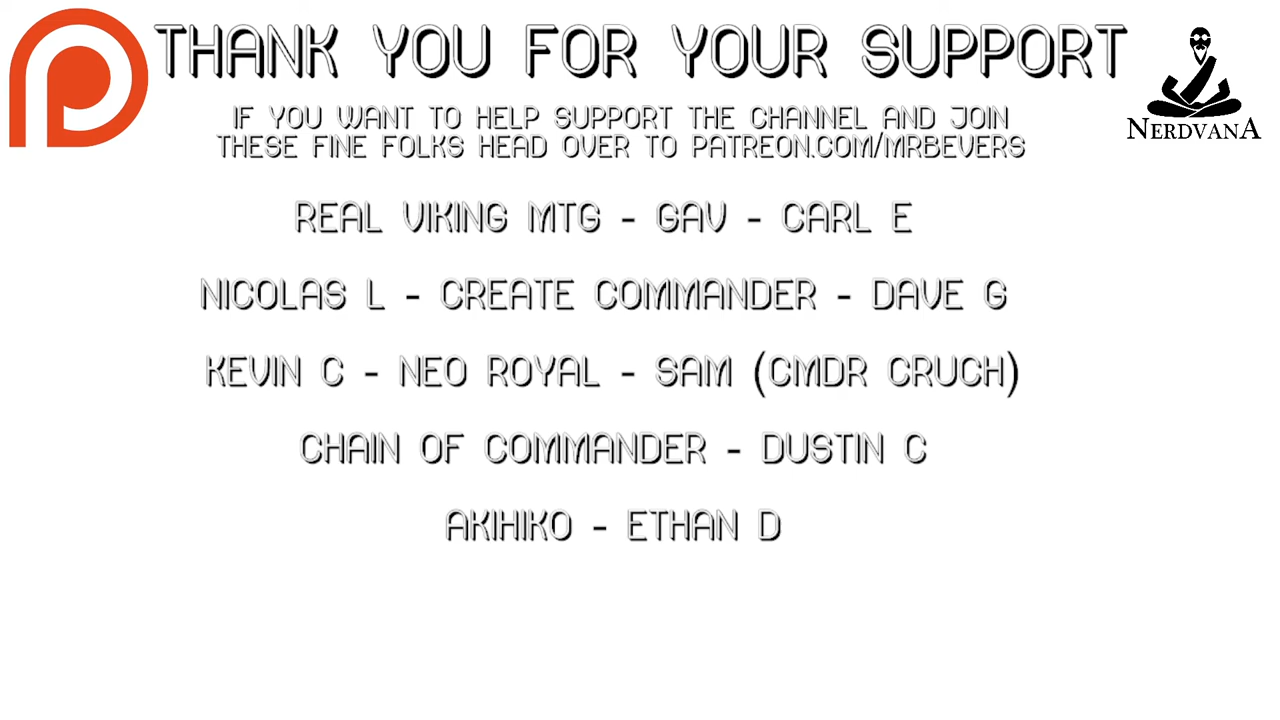 THANK YOU FOR YOUR SUPPORT
NERDVANA
IF YOU WANT TO HELP SUPPORT THE CHANNEL AND JOIN
THESE FINE FOLKS HEAD OVER TO PATREON.COM/MRBEVERS
REAL VIKING MTG - GAV - CARL E
NICOLAS L - CREATE COMMANDER - DAVE G
KEVIN C - NEO ROYAL - SAM (CMDR CRUCH)
CHAIN OF COMMANDER - DUSTIN C
AKIHIKO - ETHAN D